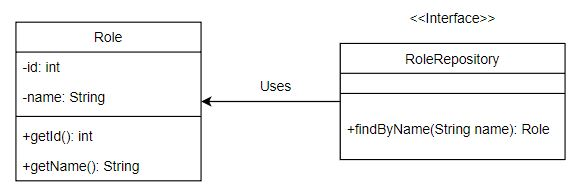 Role
-id: int
-name: String
+getId(): int
+getName(): String
Uses
<<Interface>>
RoleRepository
+findByName(String name): Role